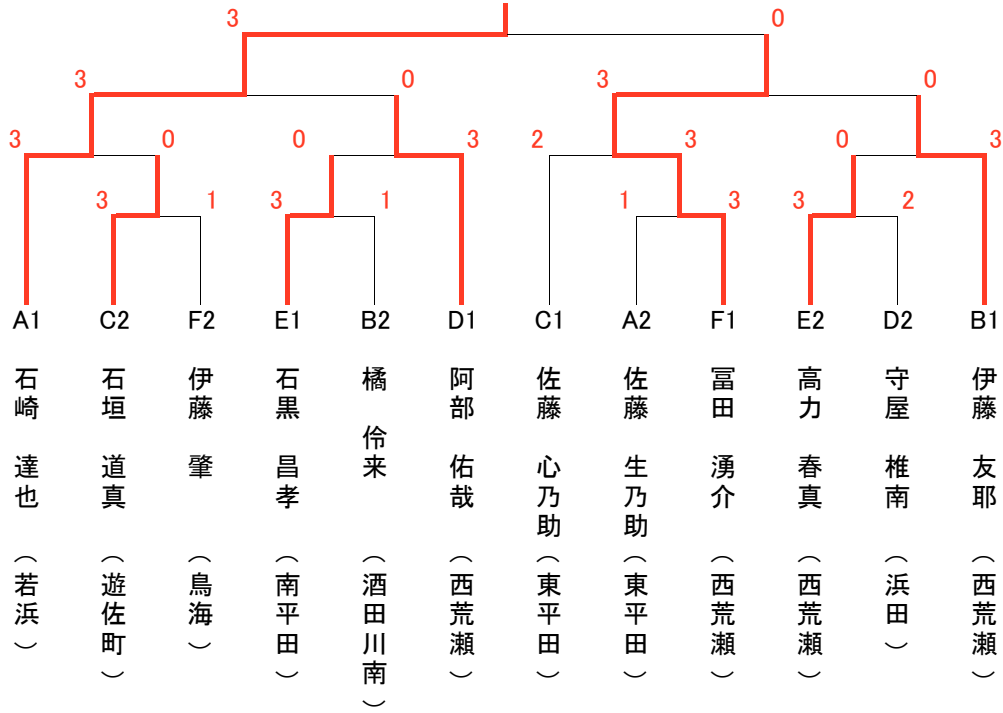 3 0
3 0 3 0
3 0 0 3 2 3 0 3
3 1 3 1 1 3 3 2
A1 C2 F2 E1 B2 D1 C1 A2 F1 E2 D2 B1
石崎 達也 (若浜)
石垣 道真 (遊佐町)
伊藤 肇 (鳥海)
石黒 昌孝 (南平田)
橘 伶来 (酒田川南)
阿部 佑哉 (西荒瀬)
佐藤 心乃助 (東平田)
佐藤 生乃助 (東平田)
冨田 湧介 (西荒瀬)
高力 春真 (西荒瀬)
守屋 椎南 (浜田)
伊藤 友耶 (西荒瀬)